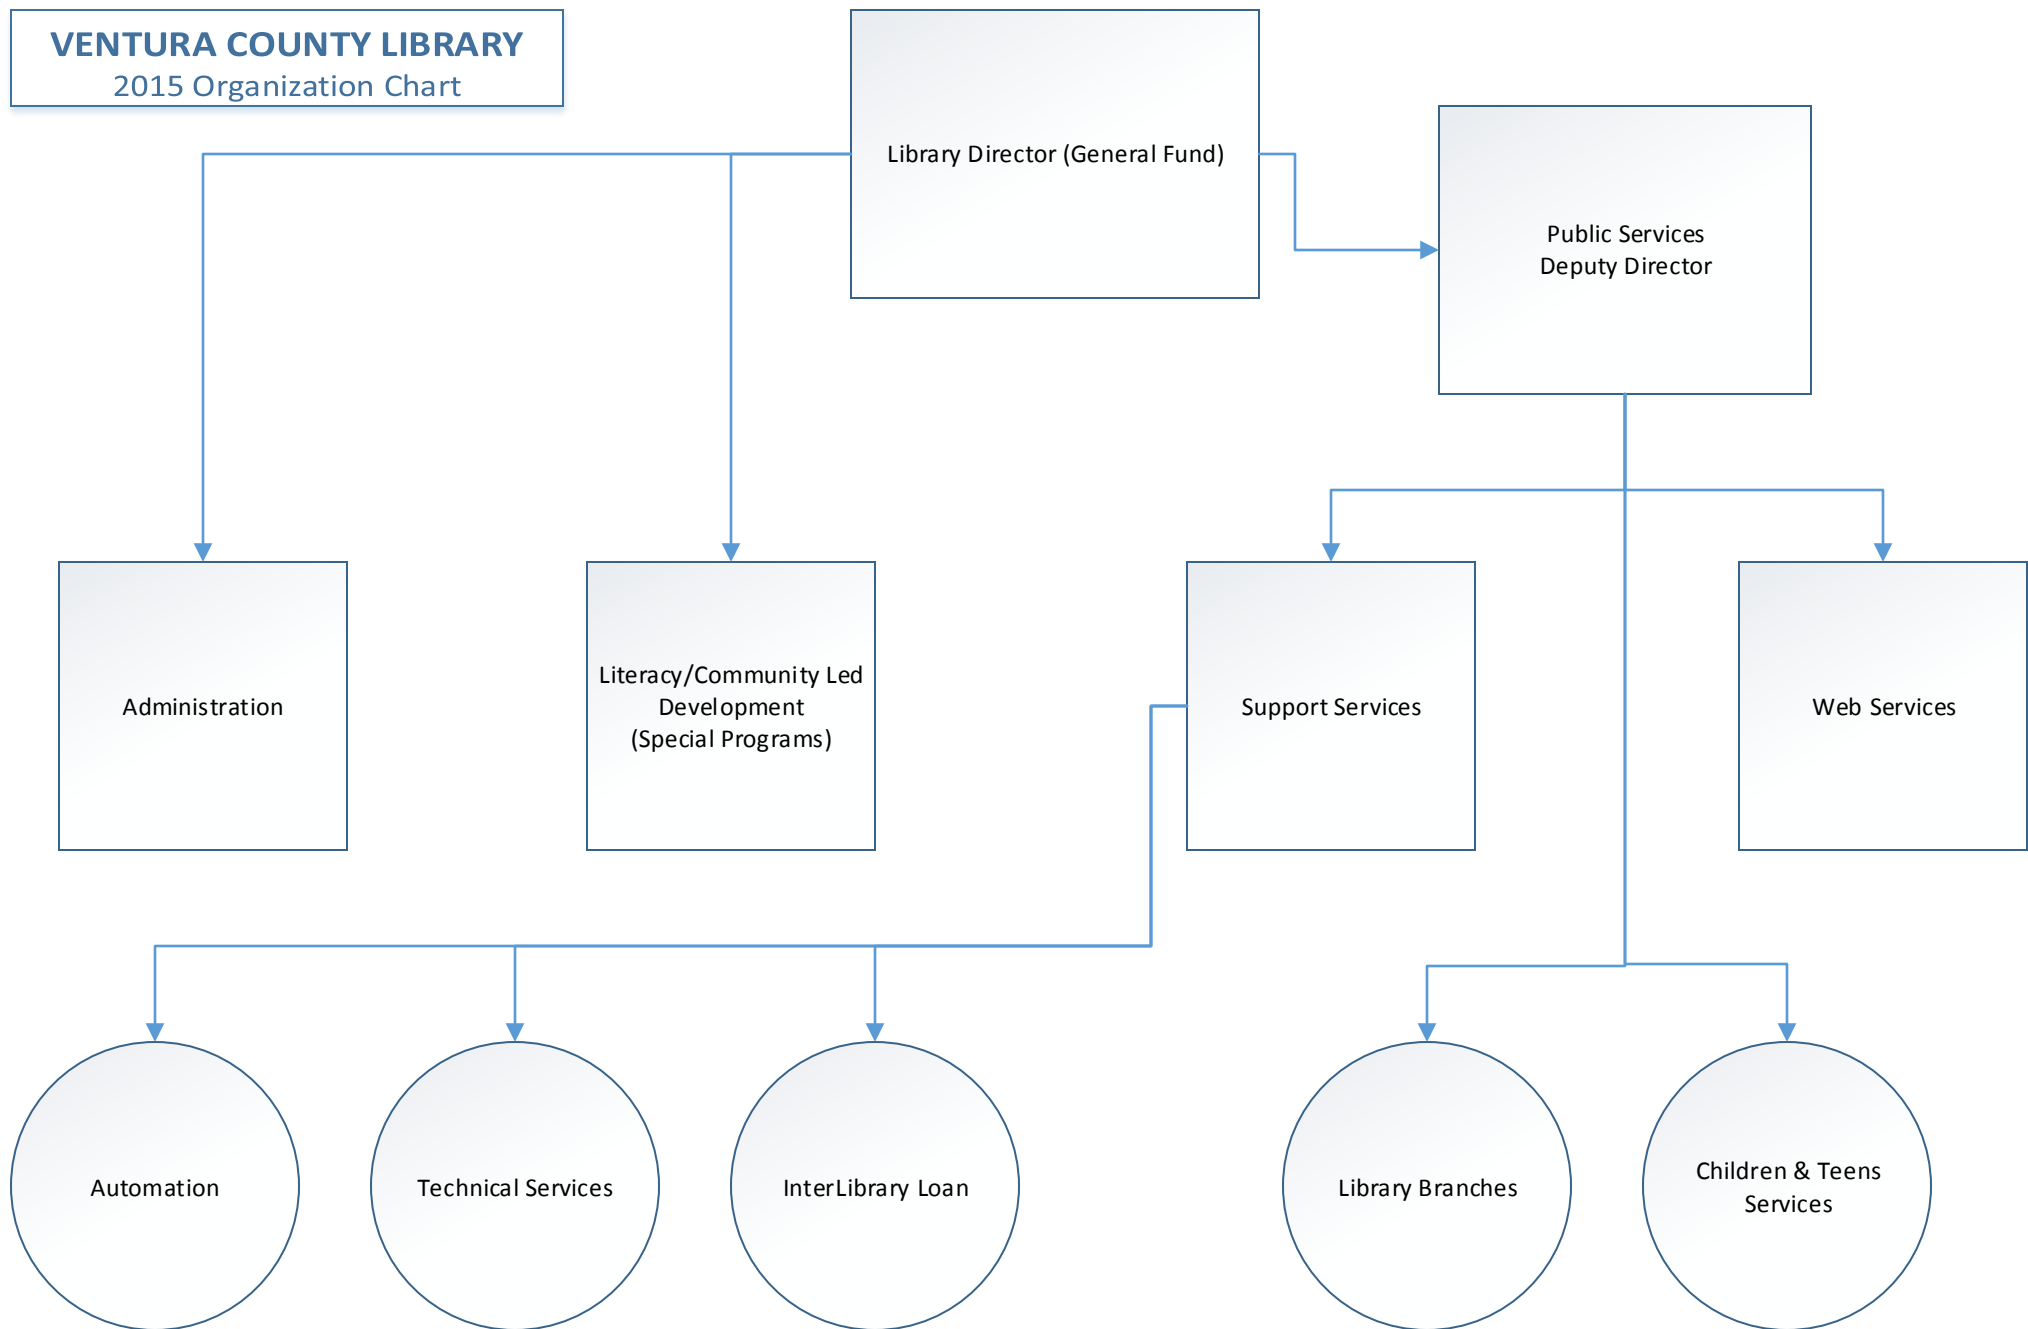 VENTURA COUNTY LIBRARY
2015 Organization Chart
Library Director (General Fund)
Public Services
Deputy Director
Administration
Literacy/Community Led
Development
(Special Programs)
Support Services
Web Services
Automation
Technical Services
InterLibrary Loan
Library Branches
Children & Teens
Services